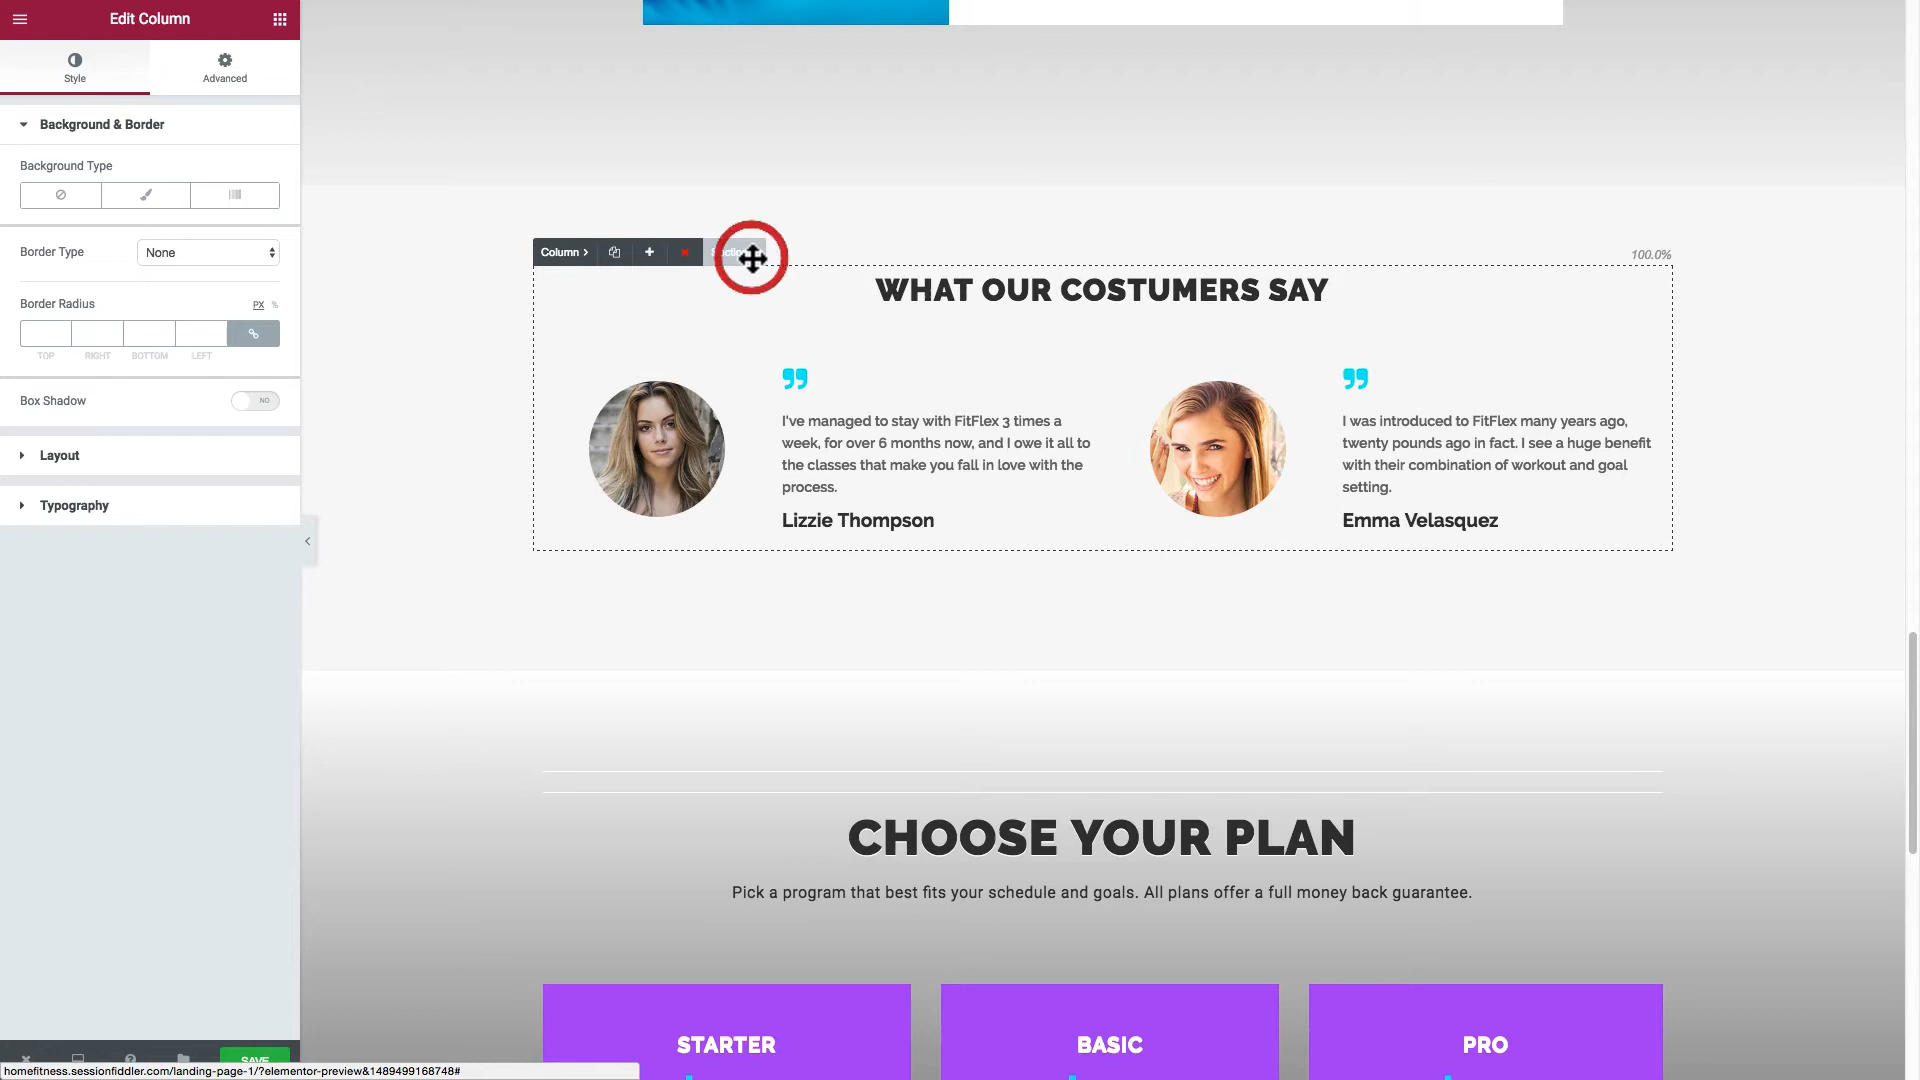 Edit Column
Style
Advanced
Background & Border
Background Type
Border Type
None
Border Radius
PX
%
TOP
RIGHT
BOTTOM
LEFT
Box Shadow
NO
Layout
Typography
SAVE
homefitness.sessionfiddler.com/landing-page-1/?elementor-preview&1489499168748#
Column
100.0%
WHAT OUR COSTUMERS SAY
I've managed to stay with FitFlex 3 times a
week, for over 6 months now, and I owe it all to
the classes that make you fall in love with the
process.
Lizzie Thompson
I was introduced to FitFlex many years ago,
twenty pounds ago in fact. I see a huge benefit
with their combination of workout and goal
setting.
Emma Velasquez
CHOOSE YOUR PLAN
Pick a program that best fits your schedule and goals. All plans offer a full money back guarantee.
STARTER
BASIC
PRO